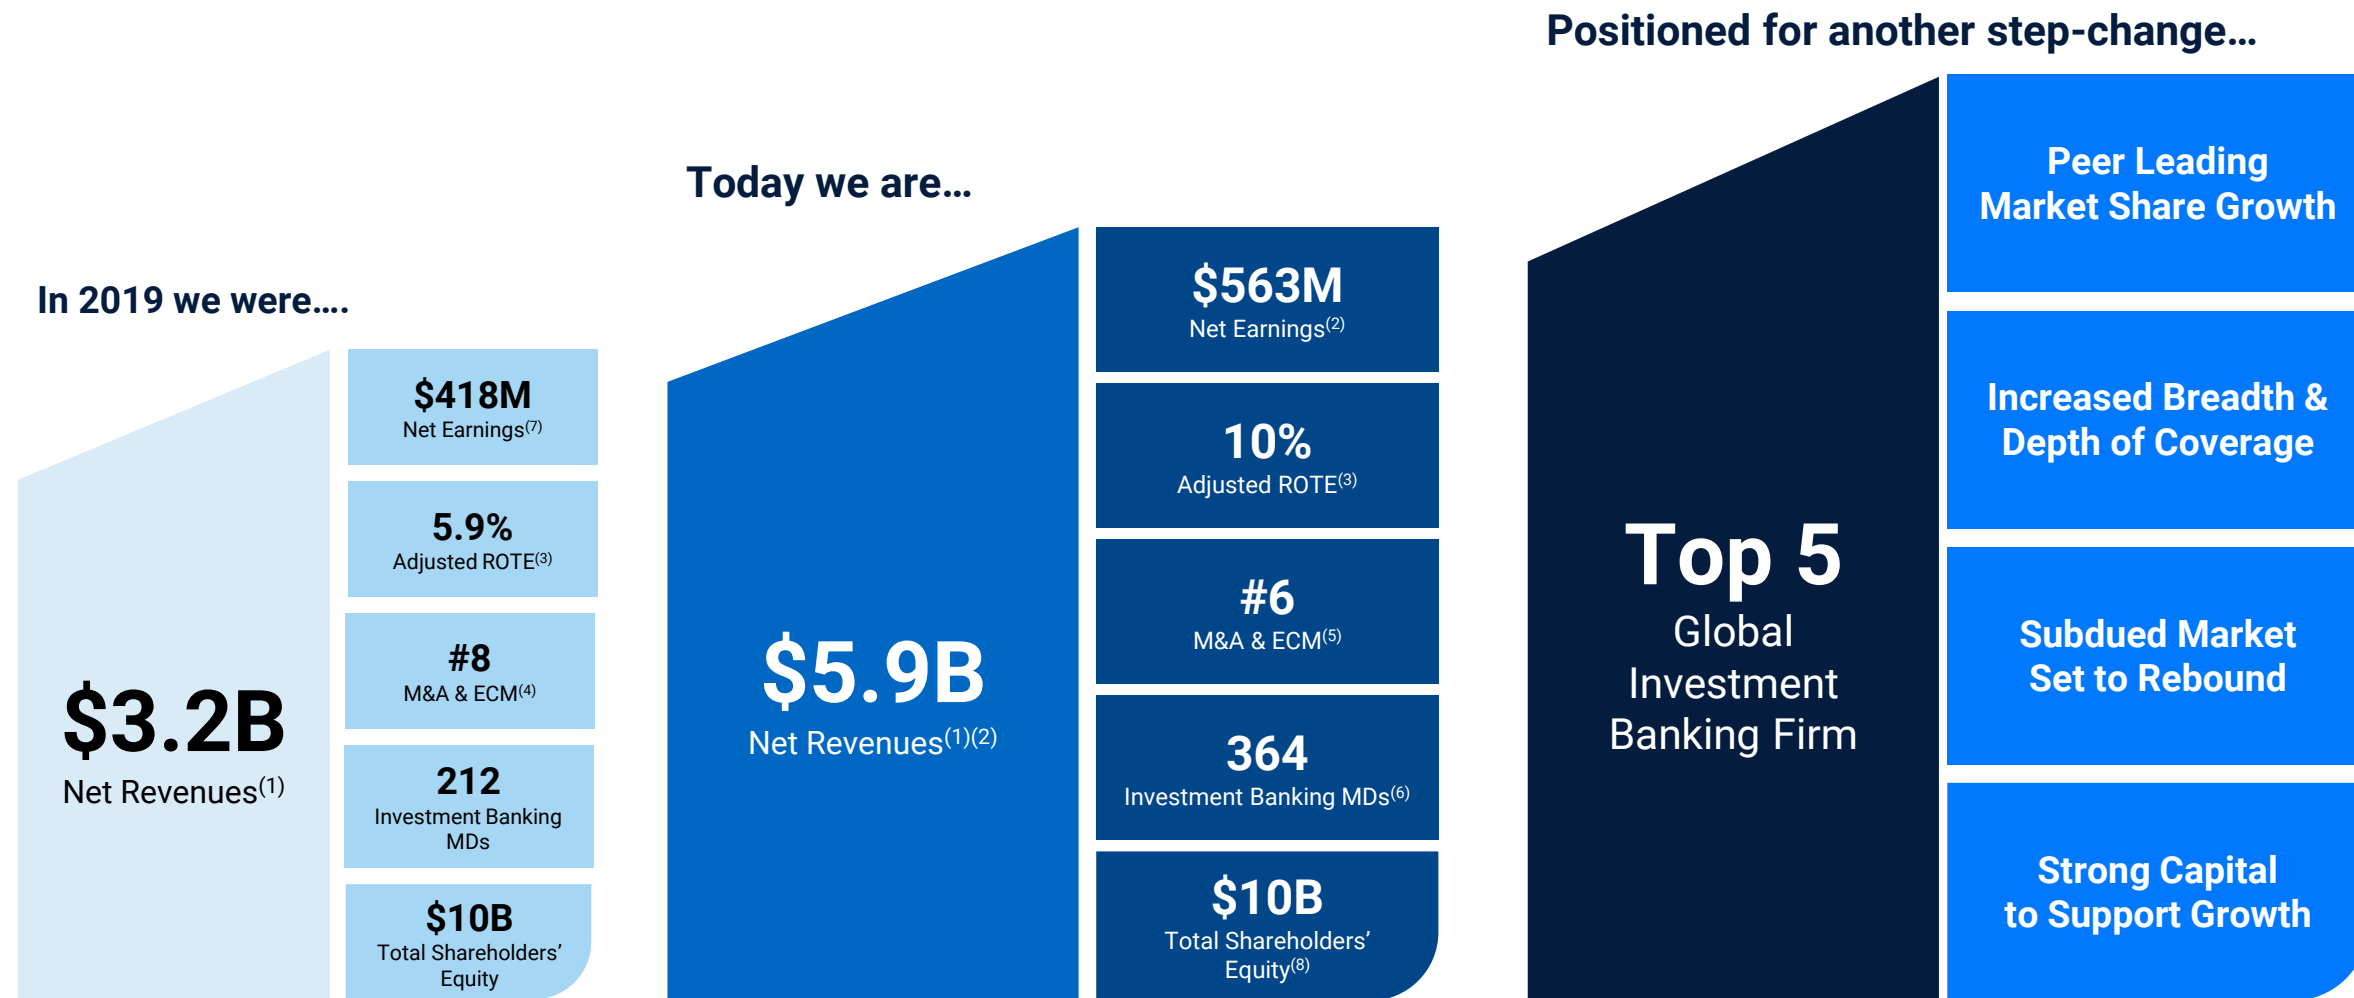 In 2019 we were....
$3.2B
Net Revenues(1)
$418M
Net Earnings(7)
5.9%
Adjusted ROTE(3)
#8
M&A & ECM(4)
212
Investment Banking
MDs
$10B
Total Shareholders’
Equity
Today we are…
$5.9B
Net Revenues(1)(2)
$563M
Net Earnings(2)
10%
Adjusted ROTE(3)
#6
M&A & ECM(5)
364
Investment Banking MDs(6)
$10B
Total Shareholders’
Equity(8)
Positioned for another step-change…
Top 5
Global
Investment
Banking Firm
Peer Leading
Market Share Growth
Increased Breadth &
Depth of Coverage
Subdued Market
Set to Rebound
Strong Capital
to Support Growth